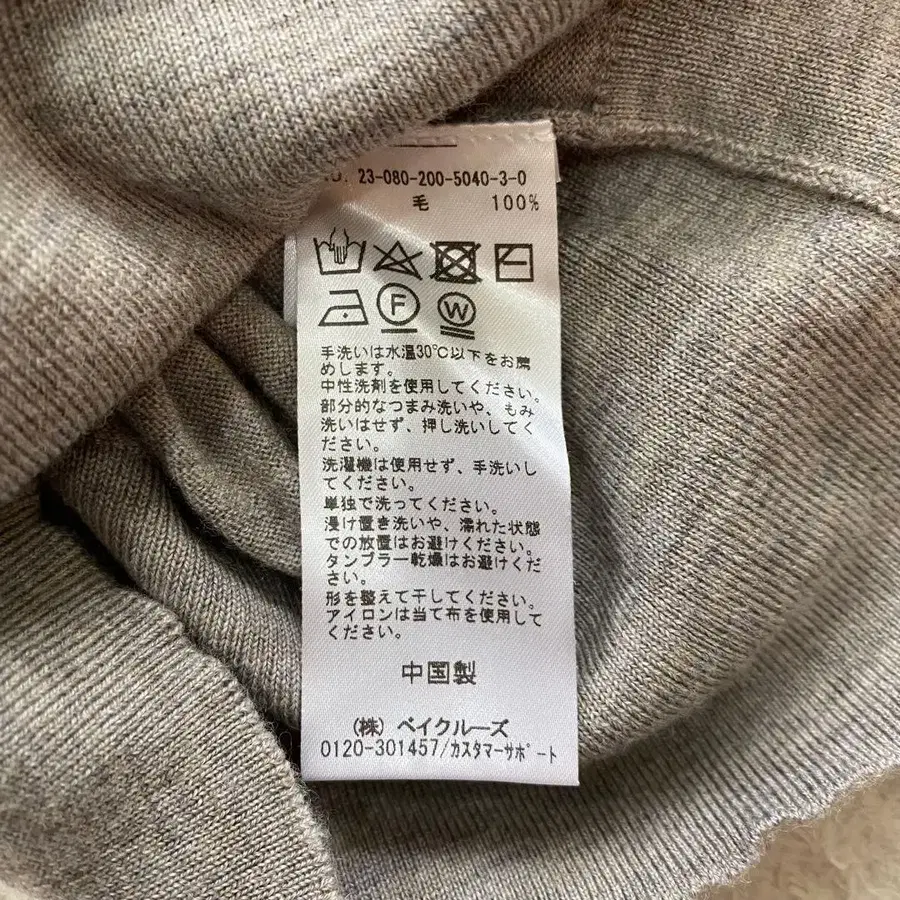 23-080-200-5040-3-0
毛 100%
F W
手洗いは水温30℃以下をお薦
めします。
中性洗剤を使用してください。
部分的なつまみ洗いや、もみ
洗いはせず、押し洗いしてく
ださい。
洗濯機は使用せず、手洗いし
てください。
単独で洗ってください。
浸け置き洗いや、濡れた状態
での放置はお避けください。
タンブラー乾燥はお避けくだ
さい。
形を整えて干してください。
アイロンは当て布を使用して
ください。
中国製
(株) ベイクルーズ
0120-301457/カスタマーサポート